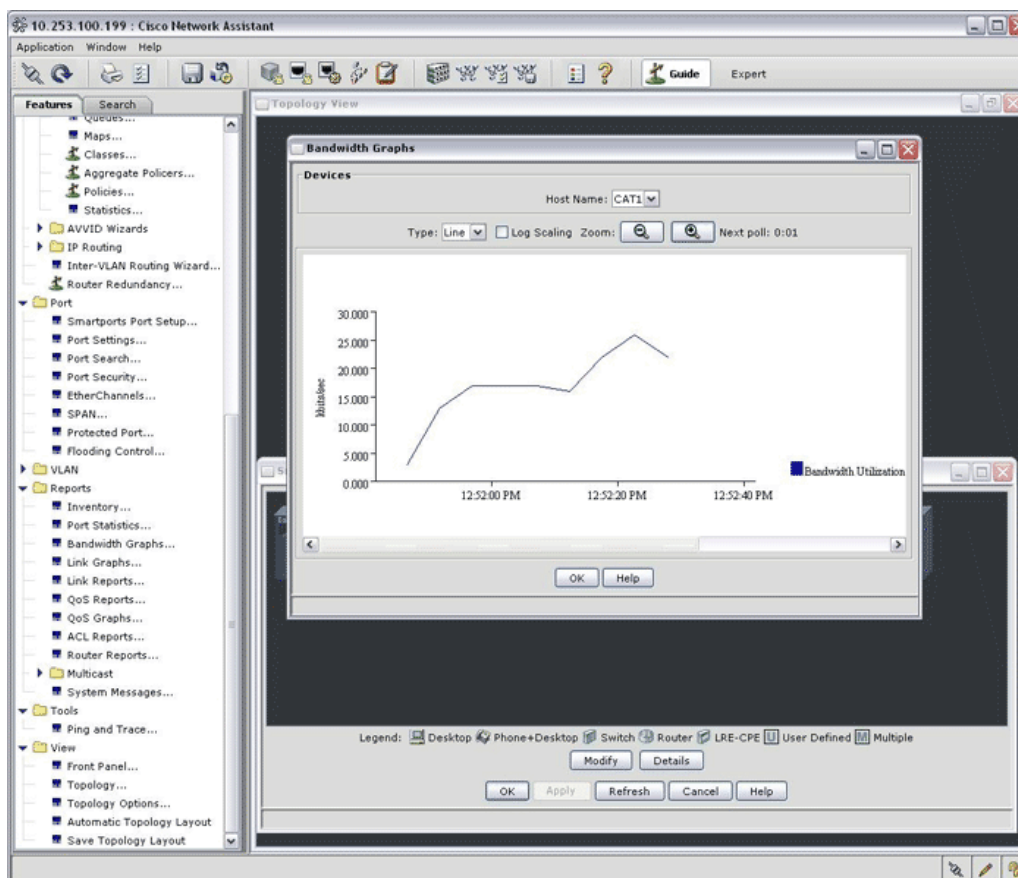 10.253.100.199 : Cisco Network Assistant
Application Window Help
Guide Expert
Features Search
Queues...
Maps...
Classes...
Aggregate Policers...
Policies...
Statistics...
AVVID Wizards
IP Routing
Inter-VLAN Routing Wizard...
Router Redundancy...
Port
Smartports Port Setup...
Port Settings...
Port Search...
Port Security...
EtherChannels...
SPAN...
Protected Port...
Flooding Control...
VLAN
Reports
Inventory...
Port Statistics...
Bandwidth Graphs...
Link Graphs...
Link Reports...
QoS Reports...
QoS Graphs...
ACL Reports...
Router Reports...
Multicast
System Messages...
Tools
Ping and Trace...
View
Front Panel...
Topology...
Topology Options...
Automatic Topology Layout
Save Topology Layout
Topology View
Bandwidth Graphs
Devices
Host Name: CAT1
Type: Line Log Scaling Zoom: Next poll: 0:01
30.000
25.000
20.000
15.000
10.000
5.000
0.000
kbits/sec
12:52:00 PM 12:52:20 PM 12:52:40 PM
Bandwidth Utilization
OK Help
Legend: Desktop Phone+Desktop Switch Router LRE-CPE U User Defined M Multiple
Modify Details
OK Apply Refresh Cancel Help